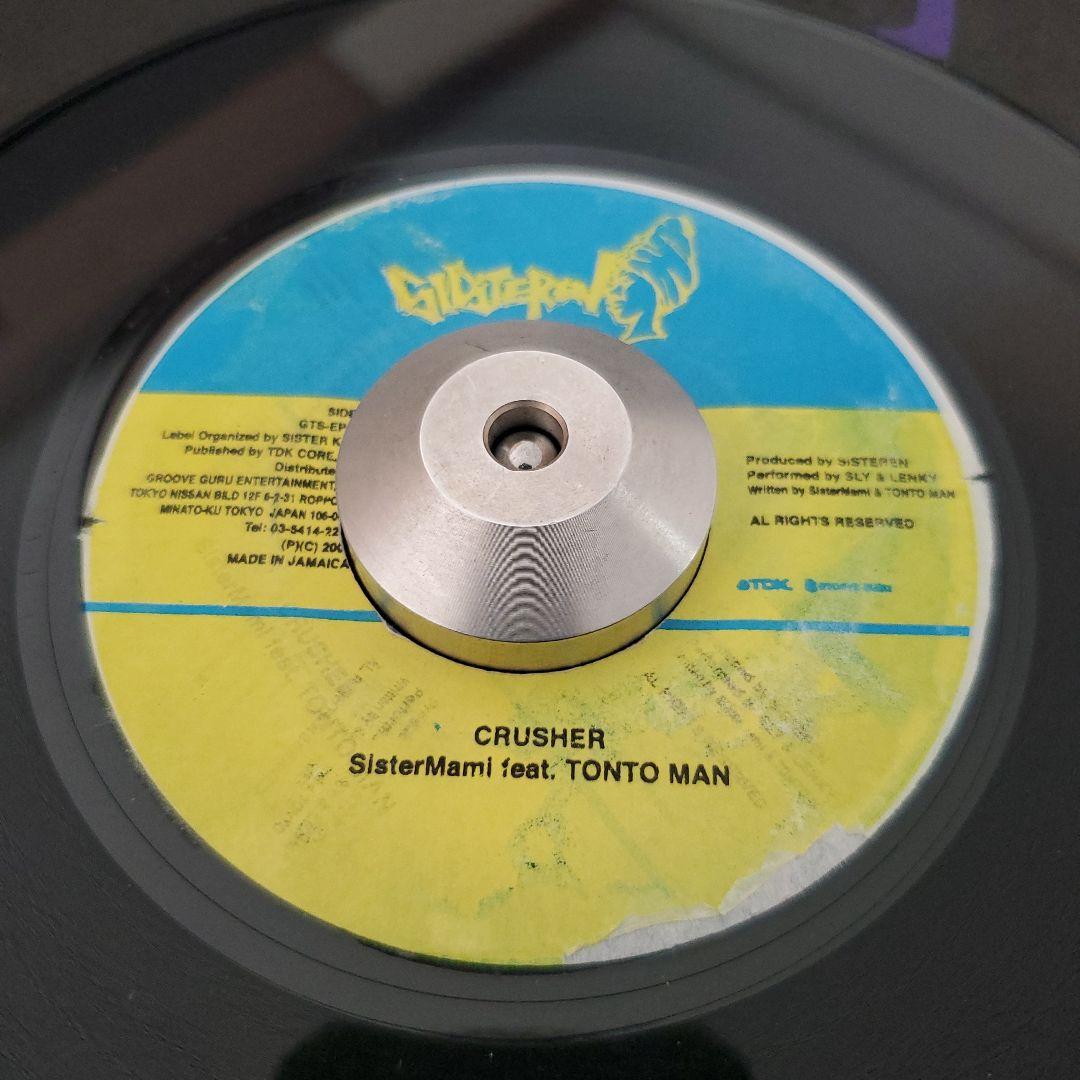 SISTEREN
SIDE
GTS-EP
Label Organized by SISTER K
Published by TDK CORE,
Distribute
GROOVE GURU ENTERTAINMENT,
TOKYO NISSAN BILD 12F 6-2-31 ROPPO
MINATO-KU TOKYO JAPAN 106-0
Tel: 03-5414-22
(P)(C) 200
MADE IN JAMAICA
Produced by SISTEREN
Performed by SLY & LENKY
Written by SisterMami & TONTO MAN
AL RIGHTS RESERVED
TDK
CRUSHER
SisterMami feat. TONTO MAN